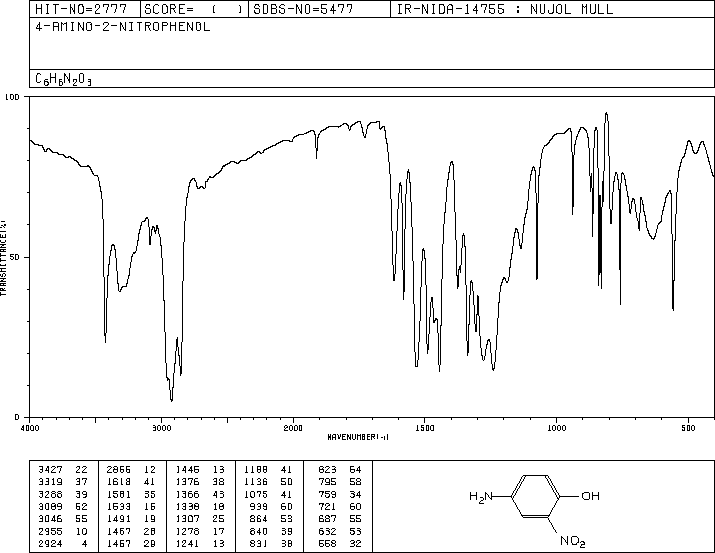 HIT-NO=2777 SCORE= ( ) SDBS-NO=5477 IR-NIDA-14755 : NUJOL MULL
4-AMINO-2-NITROPHENOL
C6H6N2O3
100
TRANSMITTANCE(%)
50
0
4000 3000 2000 1500 1000 500
WAVENUMBER(-1)
3427 22 2866 12 1446 13 1188 41 823 64
3319 37 1618 41 1376 38 1136 50 795 58
3288 39 1581 35 1366 43 1075 41 759 34
3089 52 1533 15 1338 18 939 60 721 60
3046 55 1491 19 1307 25 864 53 687 55
2955 10 1467 28 1278 17 840 39 632 53
2924 4 1457 29 1241 13 831 38 558 32
H2N
OH
NO2